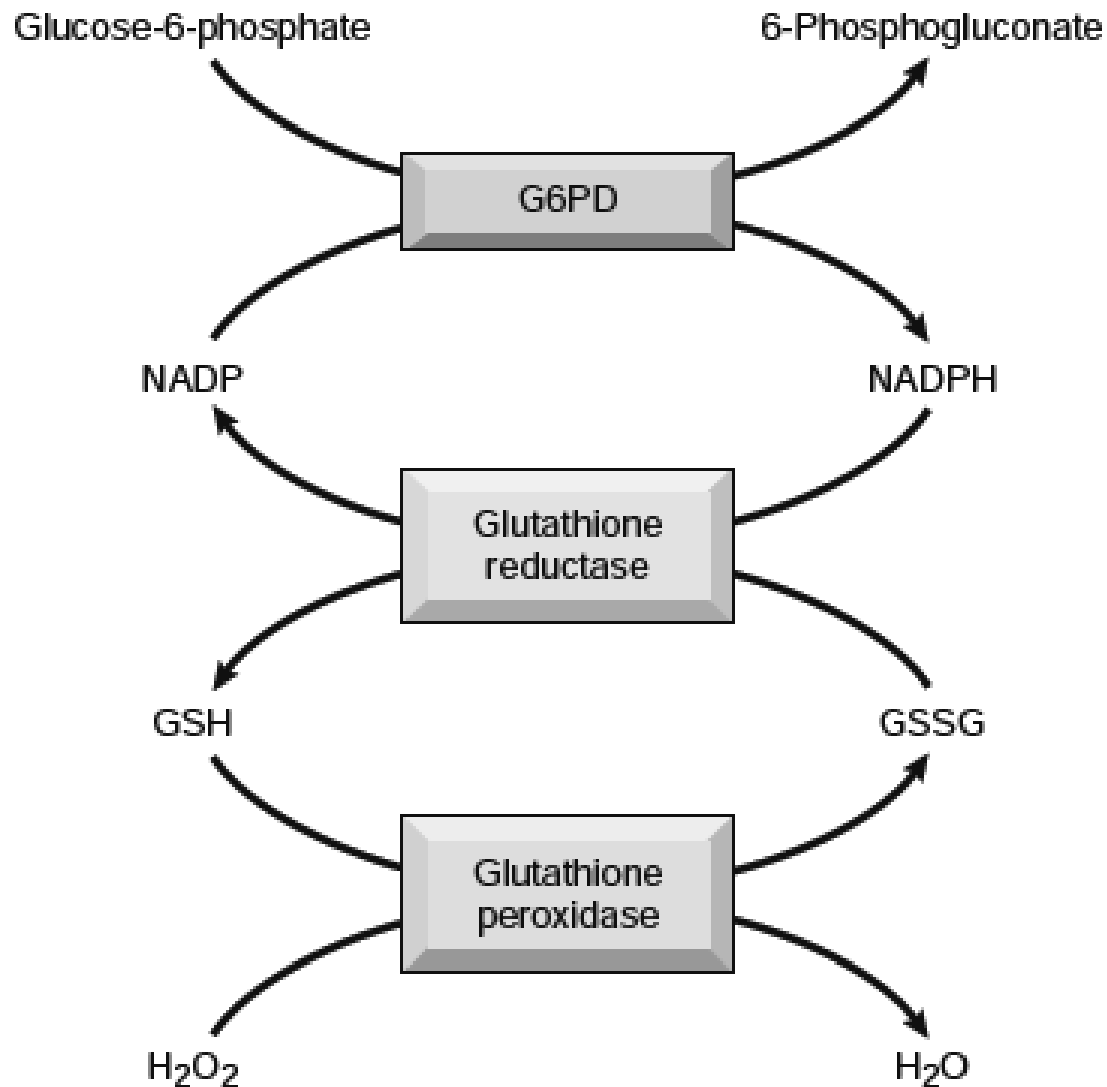 Glucose-6-phosphate
6-Phosphogluconate
G6PD
NADP
NADPH
Glutathione
reductase
GSH
GSSG
Glutathione
peroxidase
H₂O₂
H₂O